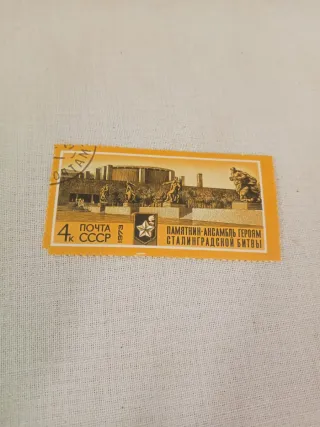 4к
ПОЧТА
СССР
1973
ПАМЯТНИК-АНСАМБЛЬ ГЕРОЯМ
СТАЛИНГРАДСКОЙ БИТВЫ